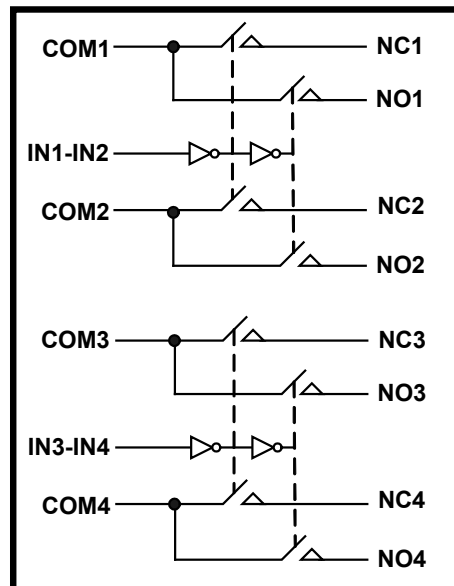 COM1 NC1
NO1
IN1-IN2
COM2 NC2
NO2
COM3 NC3
NO3
IN3-IN4
COM4 NC4
NO4